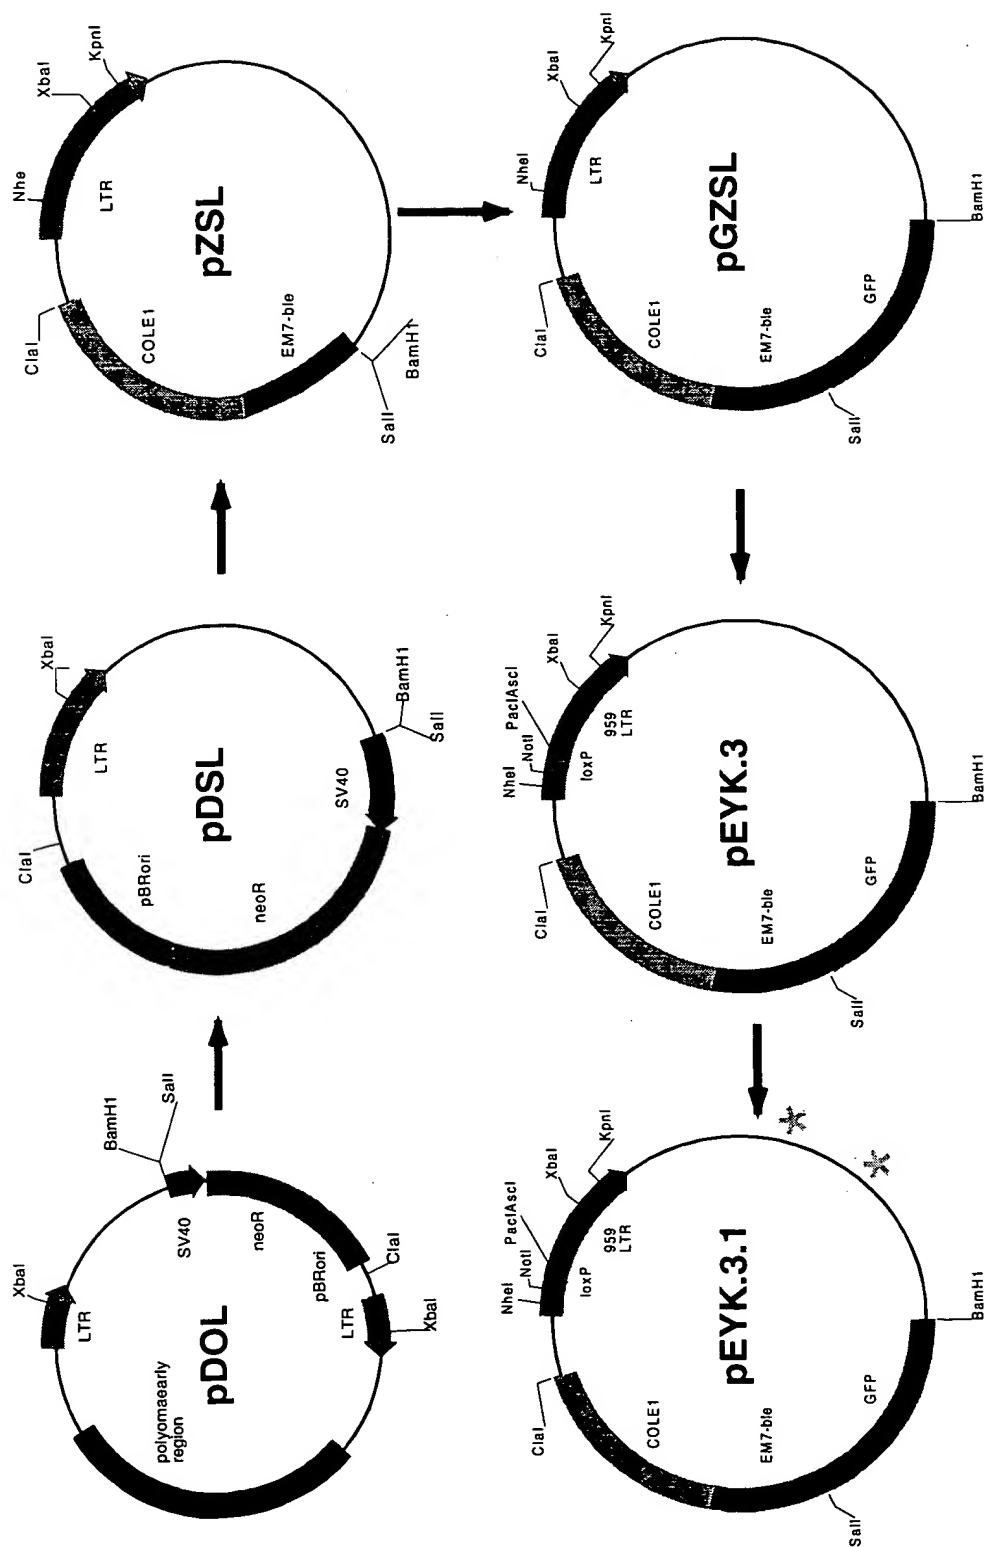 XbaI
LTR
BamH1
SalI
SV40
neoR
pBRori
ClaI
LTR
XbaI
polyomaearly
region
pDOL
ClaI
LTR
XbaI
pDSL
pBRori
neoR
SV40
BamH1
SalI
Nhe
XbaI
KpnI
LTR
ClaI
pZSL
COLE1
EM7-ble
BamH1
SalI
NheI
NotI
PacIAscI
XbaI
KpnI
loxP
959
LTR
ClaI
pEYK.3.1
COLE1
EM7-ble
GFP
SalI
BamH1
*
*
NheI
NotI
PacIAscI
XbaI
KpnI
loxP
959
LTR
ClaI
pEYK.3
COLE1
EM7-ble
GFP
SalI
BamH1
NheI
XbaI
KpnI
LTR
ClaI
pGZSL
COLE1
EM7-ble
GFP
SalI
BamH1